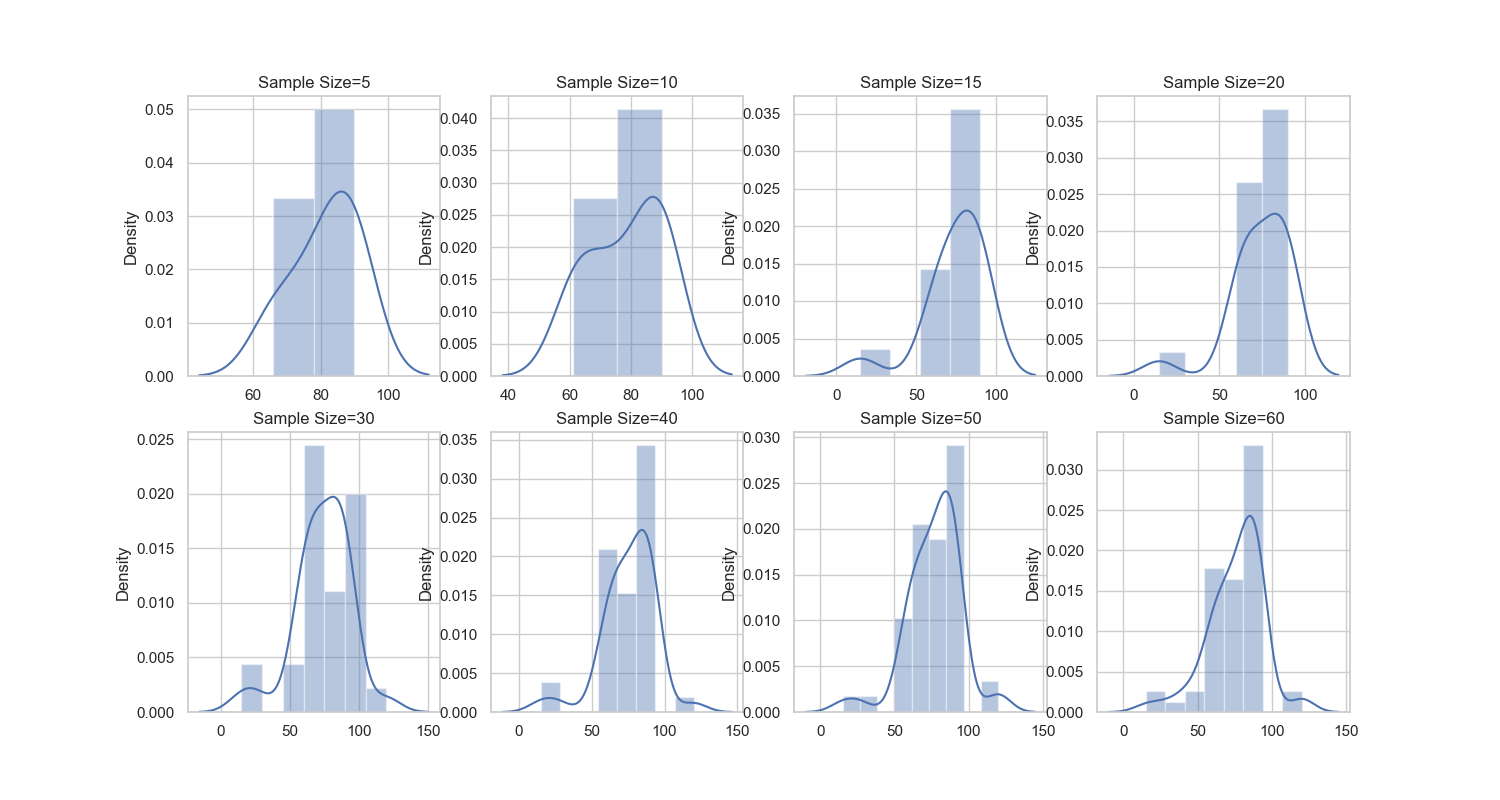 Sample Size=5
0.05
0.04
0.03
0.02
0.01
0.00
Density
60 80 100
Sample Size=10
0.040
0.035
0.030
0.025
0.020
0.015
0.010
0.005
0.000
Density
40 60 80 100
Sample Size=15
0.035
0.030
0.025
0.020
0.015
0.010
0.005
0.000
Density
0 50 100
Sample Size=20
0.035
0.030
0.025
0.020
0.015
0.010
0.005
0.000
Density
0 50 100
Sample Size=30
0.025
0.020
0.015
0.010
0.005
0.000
Density
0 50 100 150
Sample Size=40
0.035
0.030
0.025
0.020
0.015
0.010
0.005
0.000
Density
0 50 100 150
Sample Size=50
0.030
0.025
0.020
0.015
0.010
0.005
0.000
Density
0 50 100 150
Sample Size=60
0.030
0.025
0.020
0.015
0.010
0.005
0.000
Density
0 50 100 150